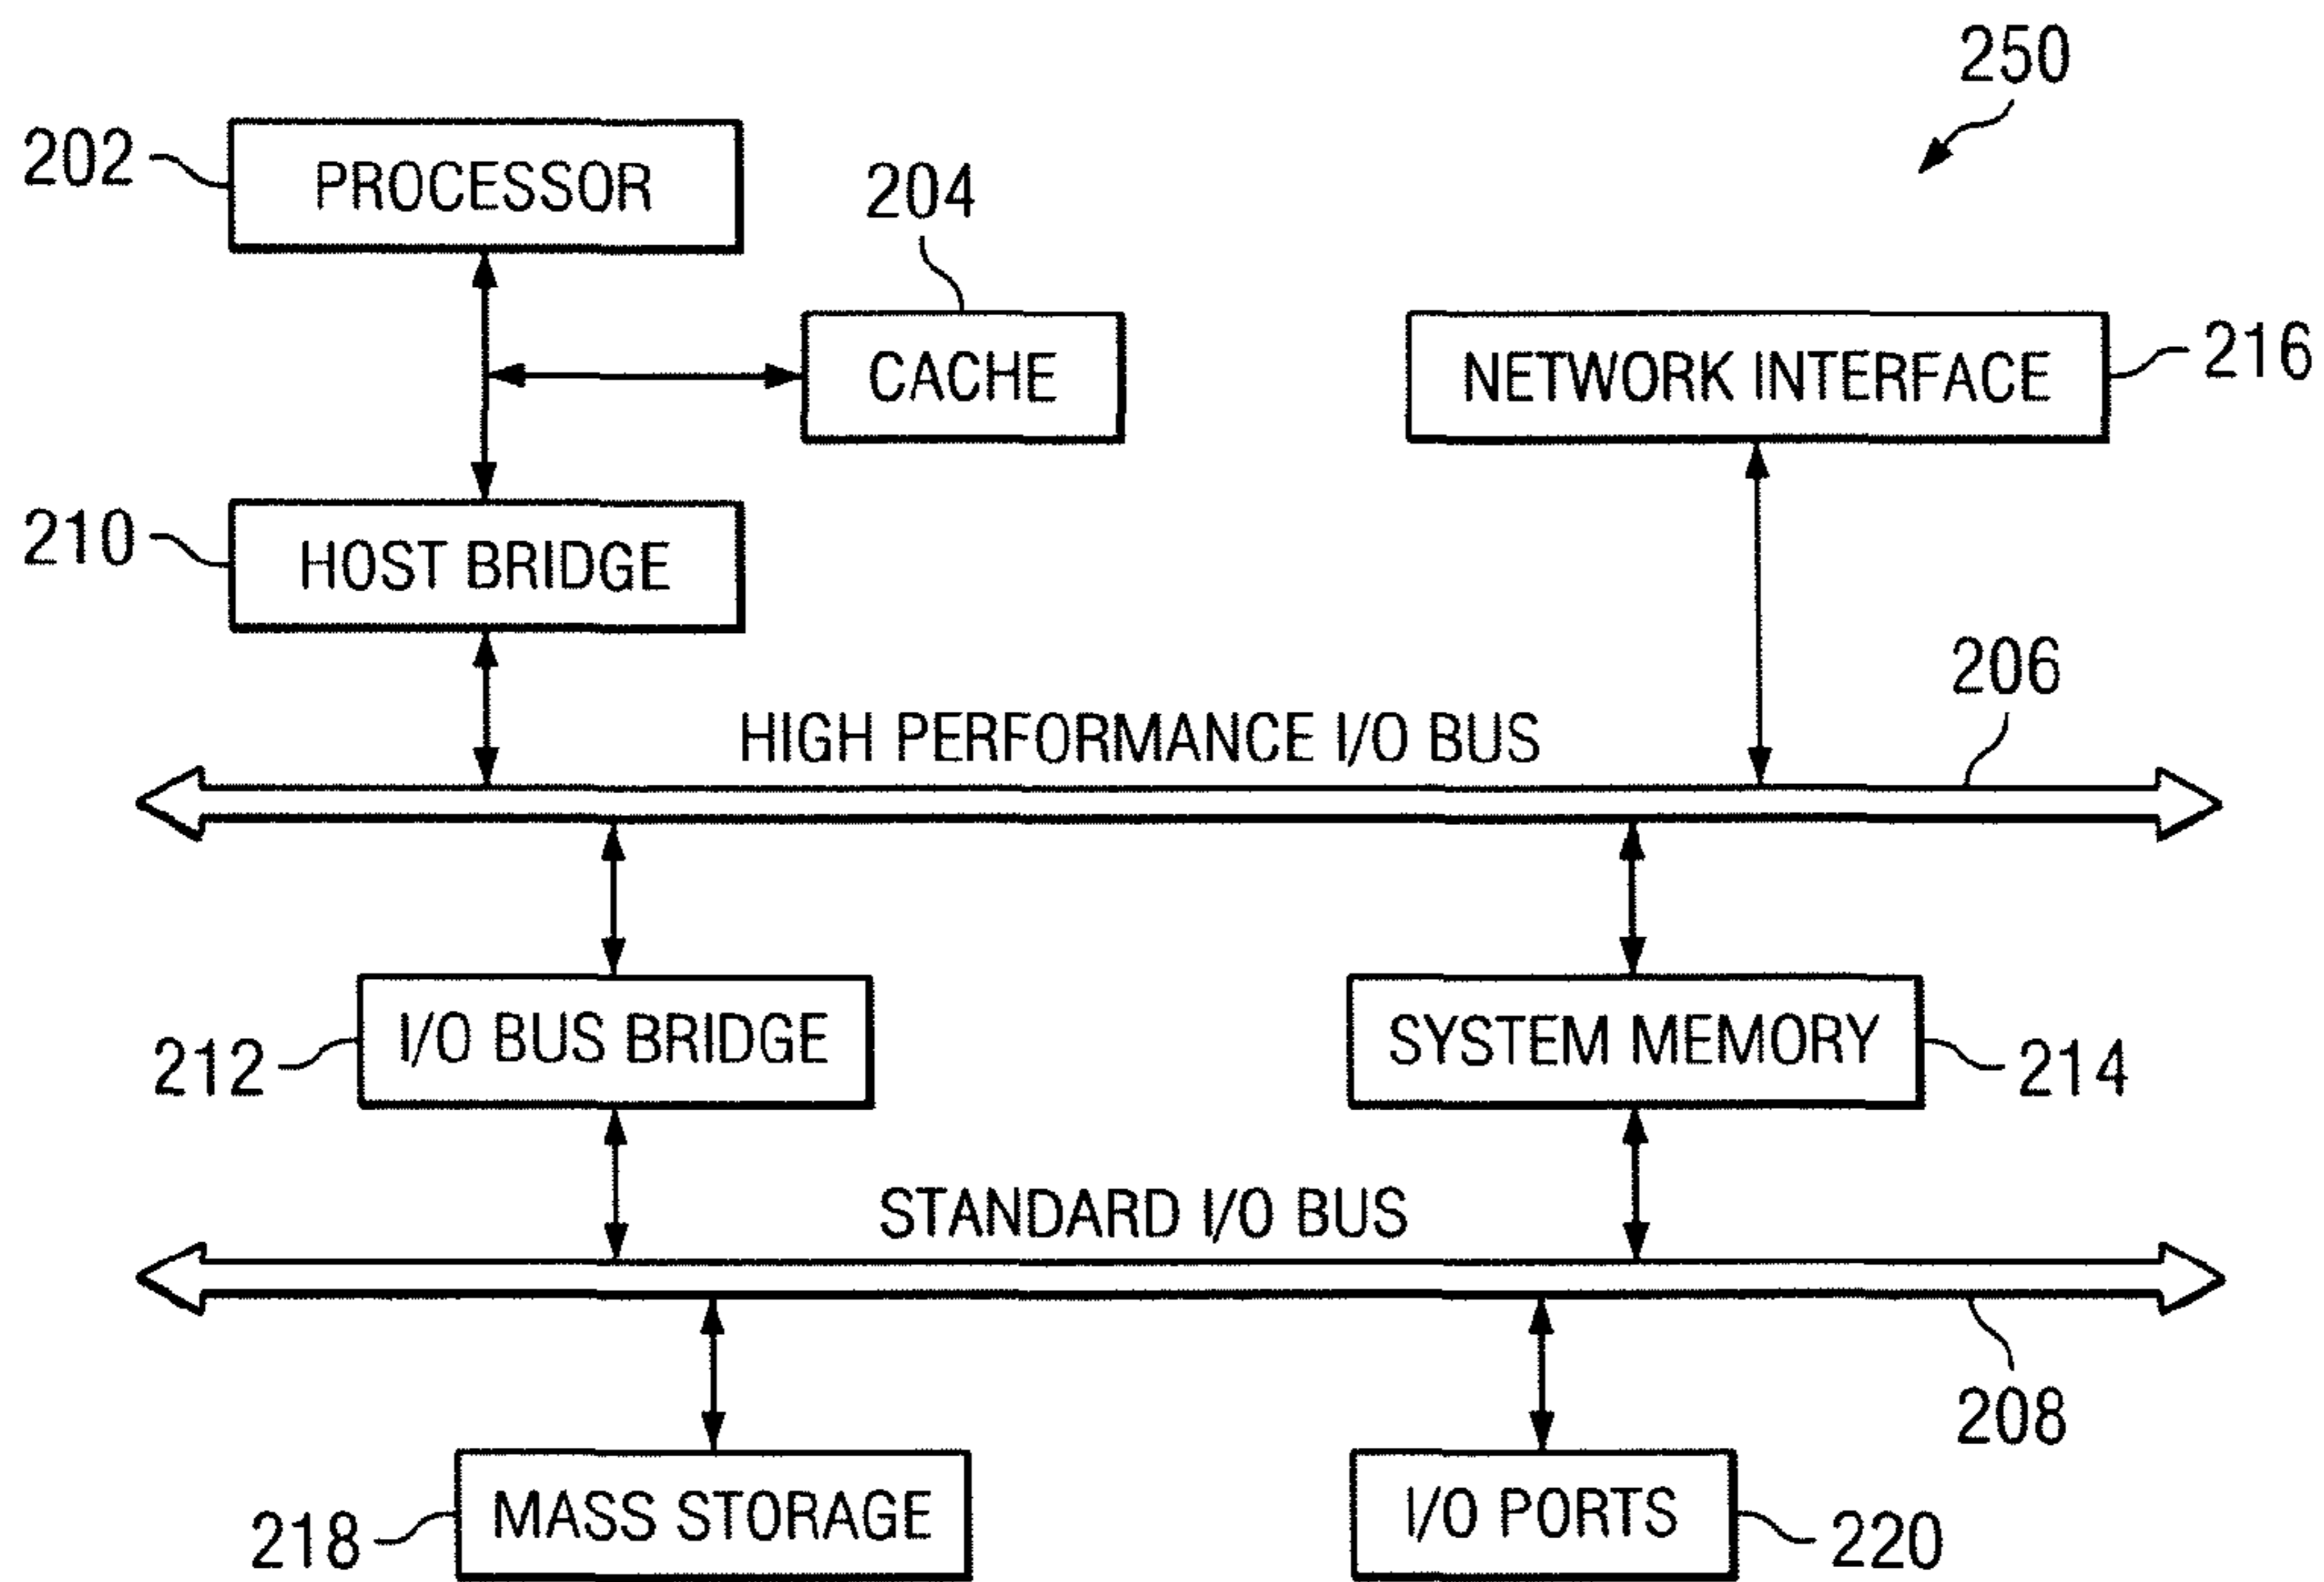 250
202
PROCESSOR
204
CACHE
NETWORK INTERFACE
216
210
HOST BRIDGE
206
HIGH PERFORMANCE I/O BUS
212
I/O BUS BRIDGE
SYSTEM MEMORY
214
STANDARD I/O BUS
208
218
MASS STORAGE
I/O PORTS
220